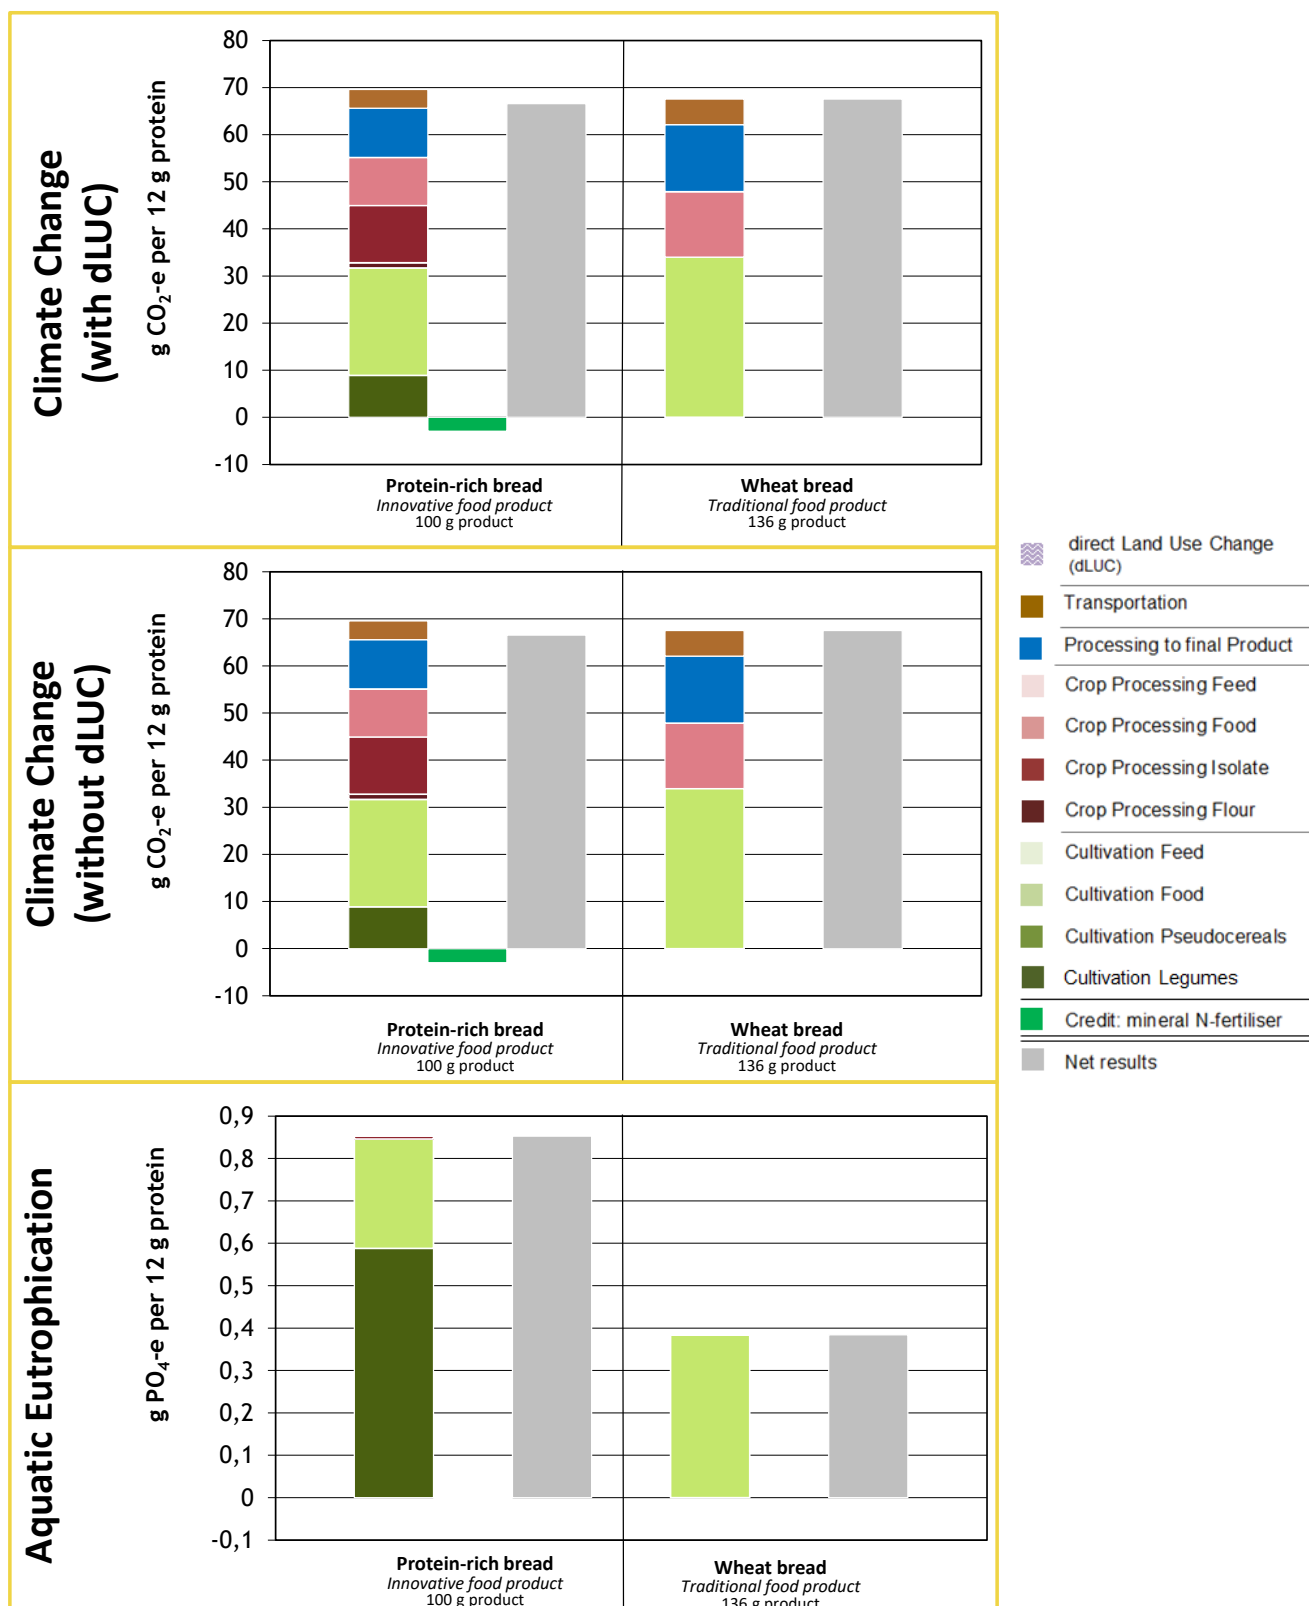 Climate Change
(with dLUC)
g CO₂-e per 12 g protein
80
70
60
50
40
30
20
10
0
-10
Protein-rich bread
Innovative food product
100 g product
Wheat bread
Traditional food product
136 g product
Climate Change
(without dLUC)
g CO₂-e per 12 g protein
80
70
60
50
40
30
20
10
0
-10
Protein-rich bread
Innovative food product
100 g product
Wheat bread
Traditional food product
136 g product
Aquatic Eutrophication
g PO₄-e per 12 g protein
0,9
0,8
0,7
0,6
0,5
0,4
0,3
0,2
0,1
0
-0,1
Protein-rich bread
Innovative food product
100 g product
Wheat bread
Traditional food product
136 g product
direct Land Use Change
(dLUC)
Transportation
Processing to final Product
Crop Processing Feed
Crop Processing Food
Crop Processing Isolate
Crop Processing Flour
Cultivation Feed
Cultivation Food
Cultivation Pseudocereals
Cultivation Legumes
Credit: mineral N-fertiliser
Net results